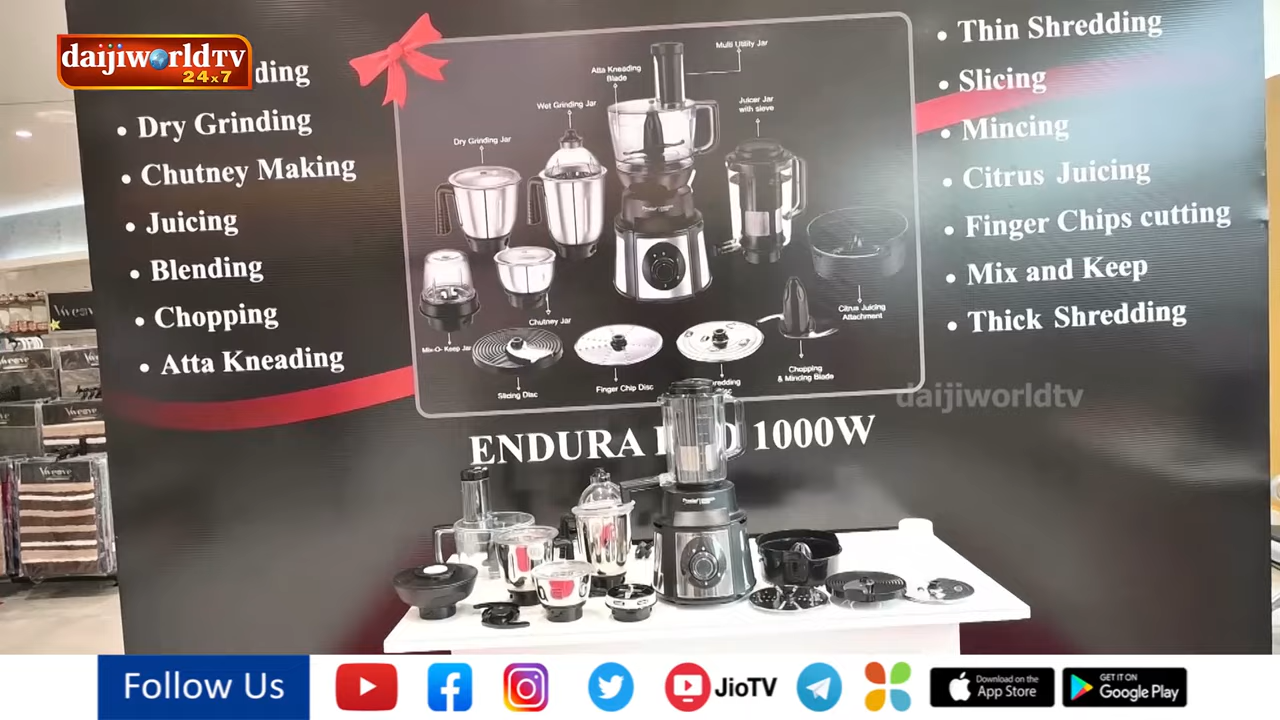 daijiworldTV
24x7
ding
• Dry Grinding
• Chutney Making
• Juicing
• Blending
• Chopping
• Atta Kneading
Multi Utility Jar
Atta Kneading
Blade
Wet Grinding Jar
Juicer Jar
with sieve
Dry Grinding Jar
Chutney Jar
Citrus Juicing
Attachment
Mix-O- Keep Jar
Slicing Disc
Finger Chip Disc
Chopping
& Mincing Blade
• Thin Shredding
• Slicing
• Mincing
• Citrus Juicing
• Finger Chips cutting
• Mix and Keep
• Thick Shredding
daijiworldtv
ENDURA 1000W
Viveave
Follow Us
JioTV
Download on the
App Store
GET IT ON
Google Play